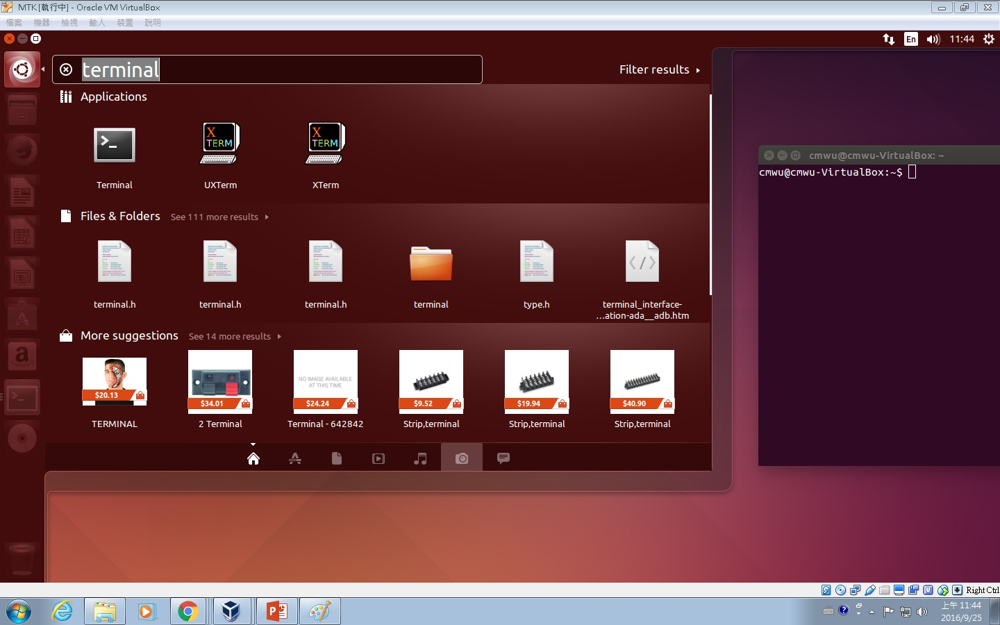 MTK [執行中] - Oracle VM VirtualBox
檔案 機器 檢視 輸入 裝置 說明
En 11:44
terminal
Filter results
Applications
Terminal UXTerm XTerm
cmwu@cmwu-VirtualBox: ~
cmwu@cmwu-VirtualBox:~$
Files & Folders See 111 more results
terminal.h terminal.h terminal.h terminal type.h terminal_interface-
...ation-ada__adb.htm
More suggestions See 14 more results
NO IMAGE AVAILABLE
AT THIS TIME
$20.13 $34.01 $24.24 $9.52 $19.94 $40.90
TERMINAL 2 Terminal Terminal - 642842 Strip,terminal Strip,terminal Strip,terminal
Right Ctrl
上午 11:44
2016/9/25